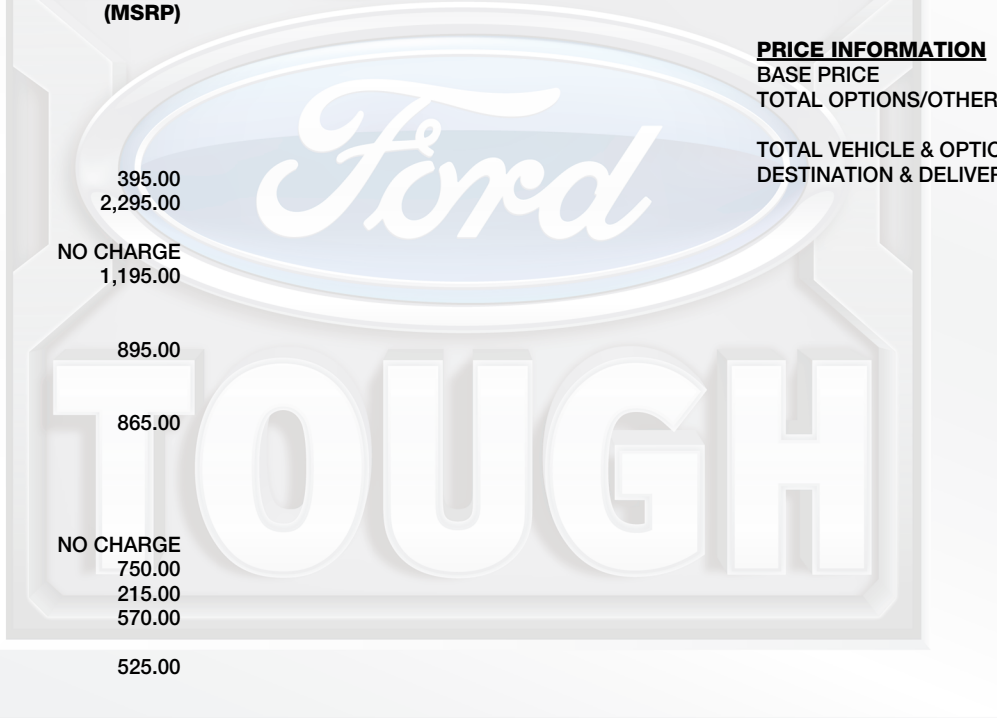 (MSRP)
395.00
2,295.00
NO CHARGE
1,195.00
895.00
865.00
NO CHARGE
750.00
215.00
570.00
525.00
PRICE INFORMATION
BASE PRICE
TOTAL OPTIONS/OTHER
TOTAL VEHICLE & OPTIO
DESTINATION & DELIVER
Ford
TOUGH